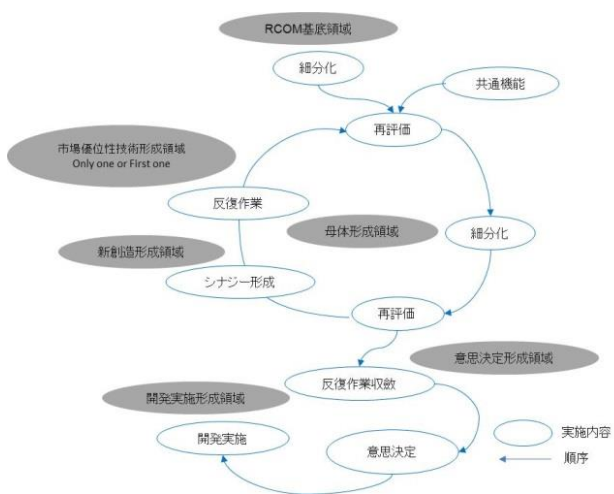 RCOM基底領域
細分化
共通機能
再評価
市場優位性技術形成領域
Only one or First one
反復作業
母体形成領域
細分化
新創造形成領域
シナジー形成
再評価
意思決定形成領域
反復作業収斂
開発実施形成領域
実施内容
開発実施
意思決定
順序